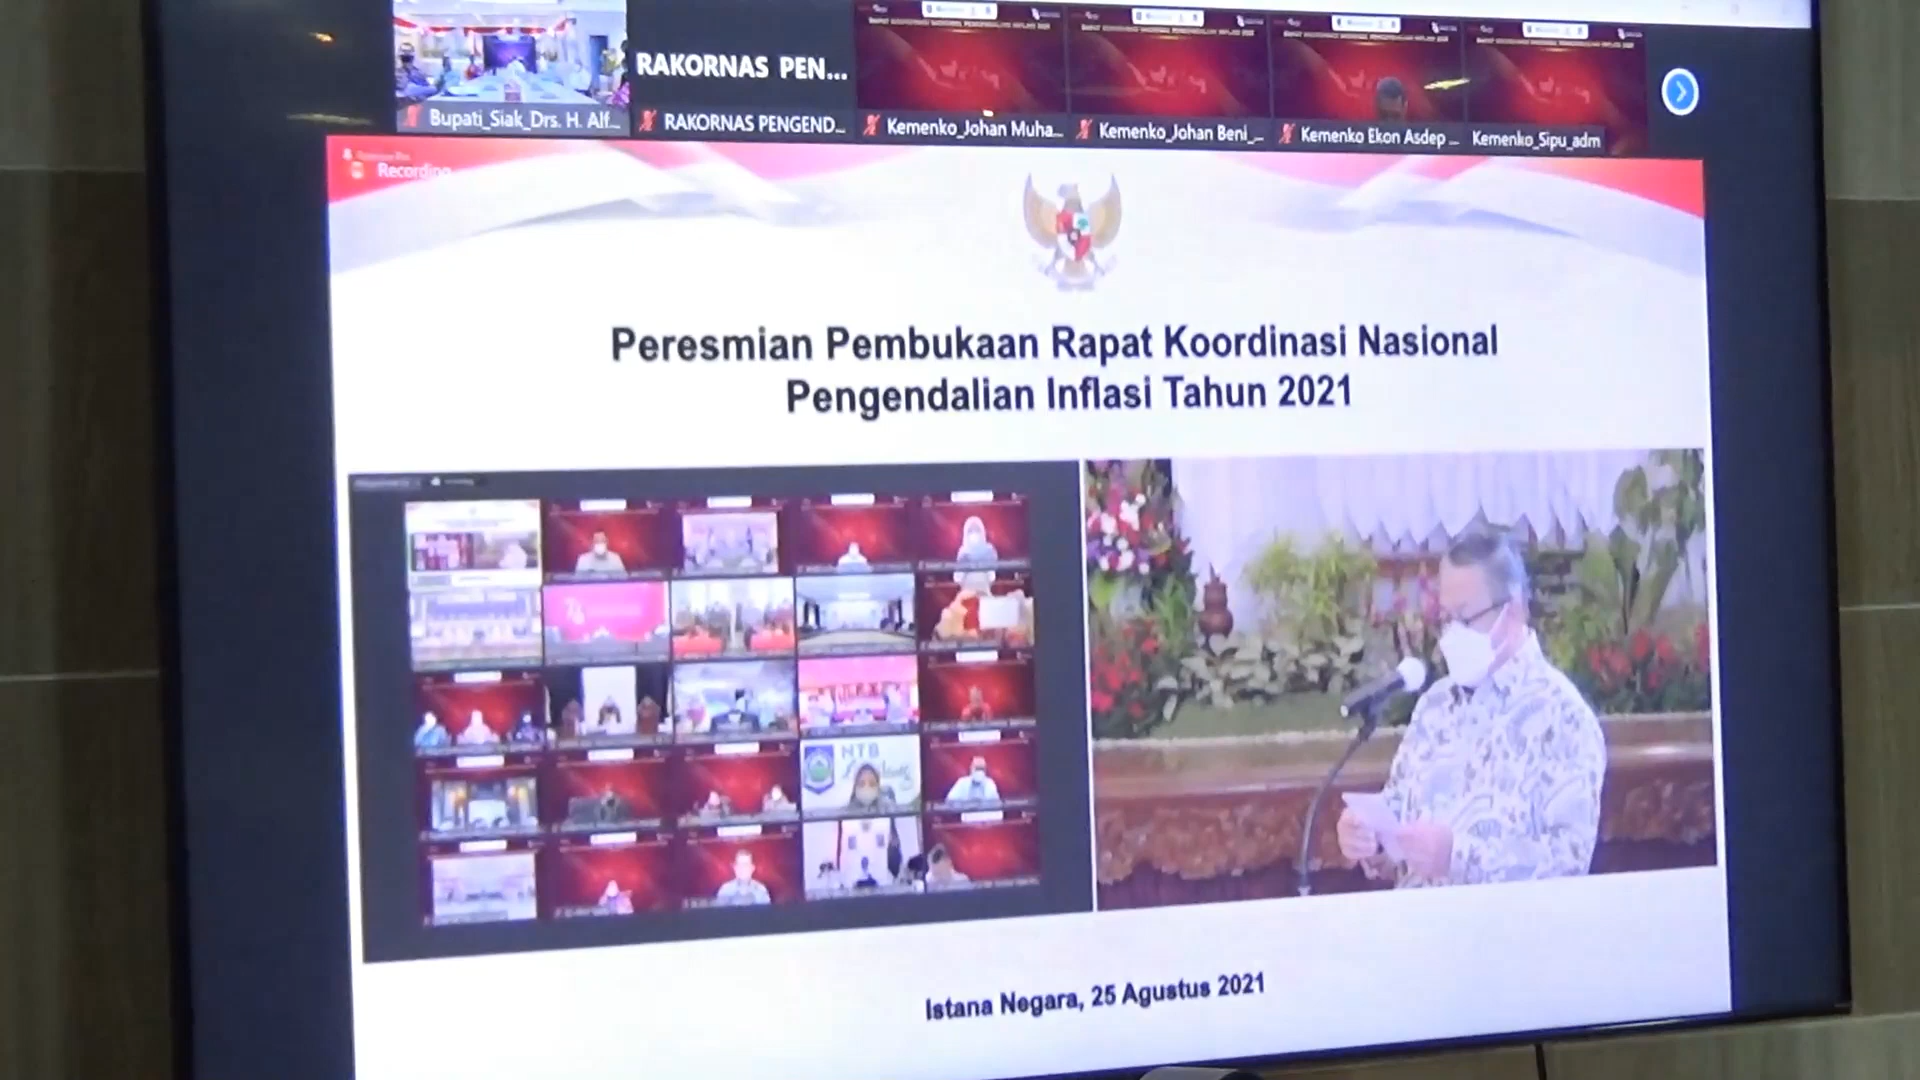 RAKORNAS PEN...
Bupati_Siak_Drs. H. Alf...
RAKORNAS PENGEND...
Kemenko_Johan Muha...
Kemenko_Johan Beni_...
Kemenko Ekon Asdep ...
Kemenko_Sipu_adm
Recording
Peresmian Pembukaan Rapat Koordinasi Nasional
Pengendalian Inflasi Tahun 2021
NTB
Istana Negara, 25 Agustus 2021